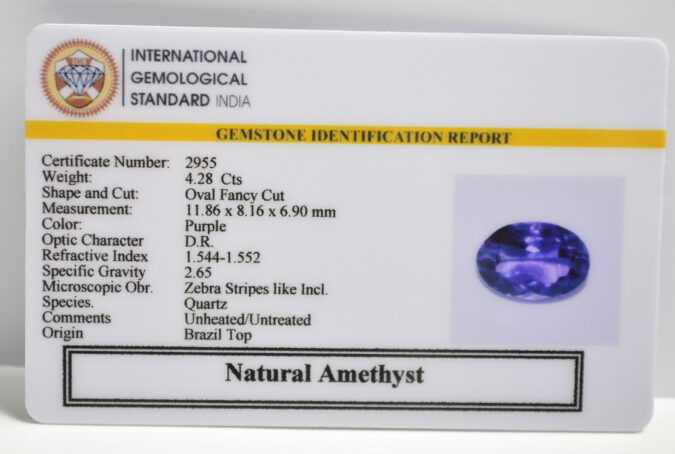 IGS
INTERNATIONAL
GEMOLOGICAL
STANDARD INDIA
GEMSTONE IDENTIFICATION REPORT
Certificate Number: 2955
Weight: 4.28 Cts
Shape and Cut: Oval Fancy Cut
Measurement: 11.86 x 8.16 x 6.90 mm
Color: Purple
Optic Character D.R.
Refractive Index 1.544-1.552
Specific Gravity 2.65
Microscopic Obr. Zebra Stripes like Incl.
Species. Quartz
Comments Unheated/Untreated
Origin Brazil Top
Natural Amethyst